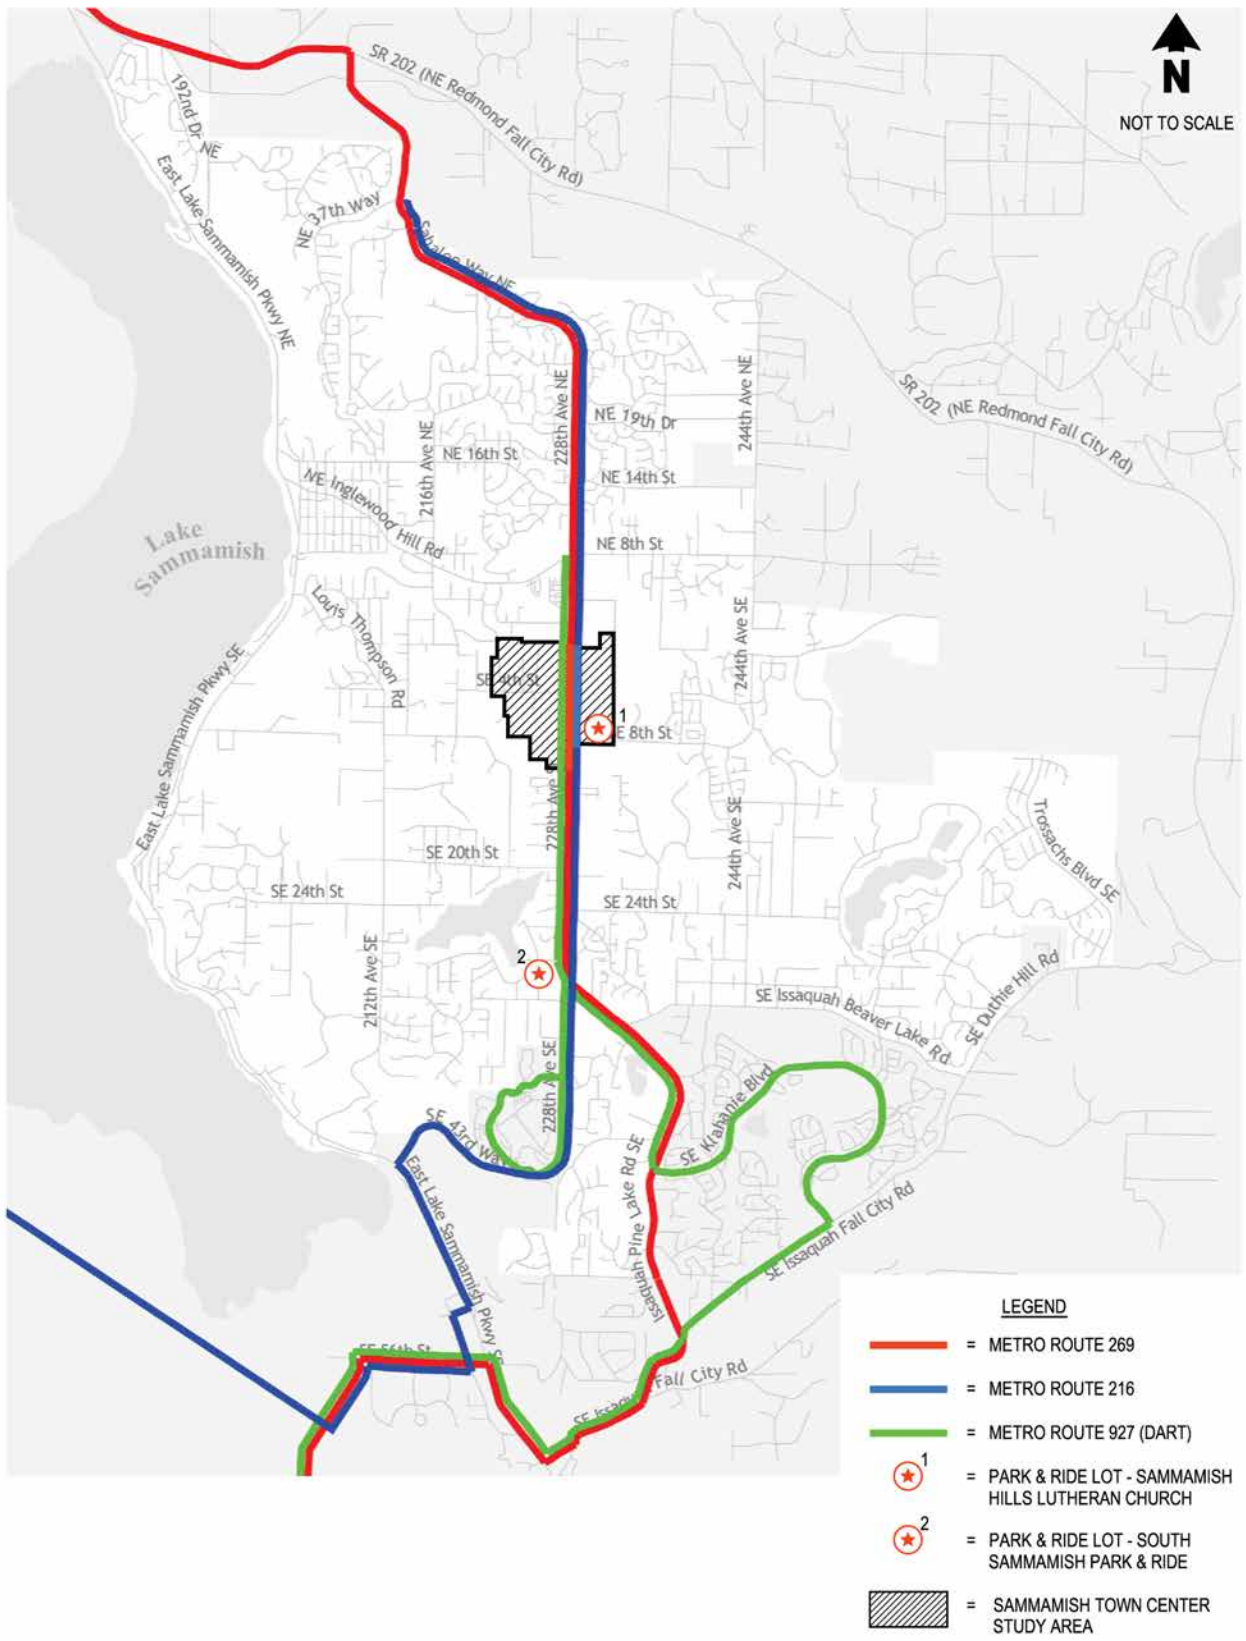 N
NOT TO SCALE
SR 202 (NE Redmond Fall City Rd)
192nd Dr NE
East Lake Sammamish Pkwy NE
NE 37th Way
Sahalee Way NE
228th Ave NE
NE 19th Dr
244th Ave NE
SR 202 (NE Redmond Fall City Rd)
216th Ave NE
NE 16th St
NE 14th St
NE Inglewood Hill Rd
Lake
Sammamish
NE 8th St
Louis Thompson Rd
244th Ave SE
East Lake Sammamish Pkwy SE
SE 4th St
1
E 8th St
228th Ave
244th Ave SE
Trossachs Blvd SE
SE 20th St
SE 24th St
SE 24th St
2
212th Ave SE
SE Duthie Hill Rd
SE Issaquah Beaver Lake Rd
228th Ave SE
SE Klahanie Blvd
SE 43rd Way
East Lake Sammamish Pkwy SE
Issaquah Pine Lake Rd SE
SE Issaquah Fall City Rd
SE 56th St
SE Issaquah Fall City Rd
LEGEND
= METRO ROUTE 269
= METRO ROUTE 216
= METRO ROUTE 927 (DART)
1
= PARK & RIDE LOT - SAMMAMISH
HILLS LUTHERAN CHURCH
2
= PARK & RIDE LOT - SOUTH
SAMMAMISH PARK & RIDE
= SAMMAMISH TOWN CENTER
STUDY AREA